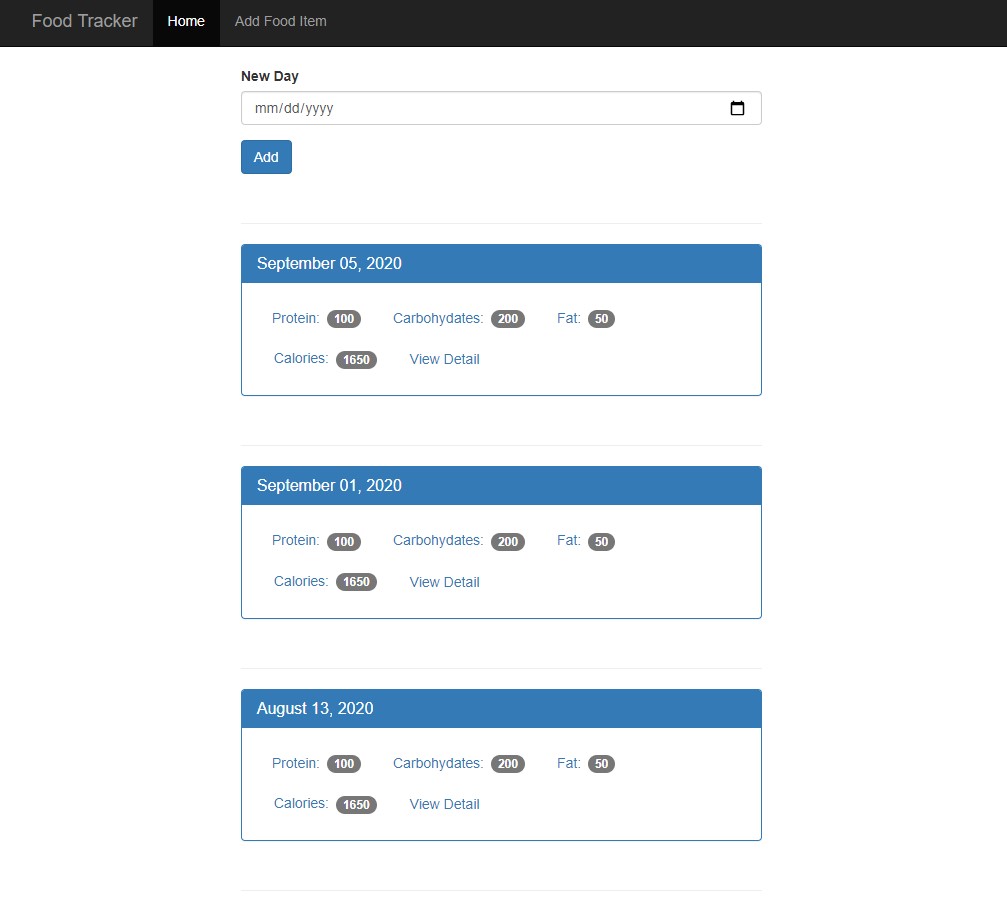 Food Tracker Home Add Food Item
New Day
mm/dd/yyyy
Add
September 05, 2020
Protein: 100 Carbohydates: 200 Fat: 50
Calories: 1650 View Detail
September 01, 2020
Protein: 100 Carbohydates: 200 Fat: 50
Calories: 1650 View Detail
August 13, 2020
Protein: 100 Carbohydates: 200 Fat: 50
Calories: 1650 View Detail